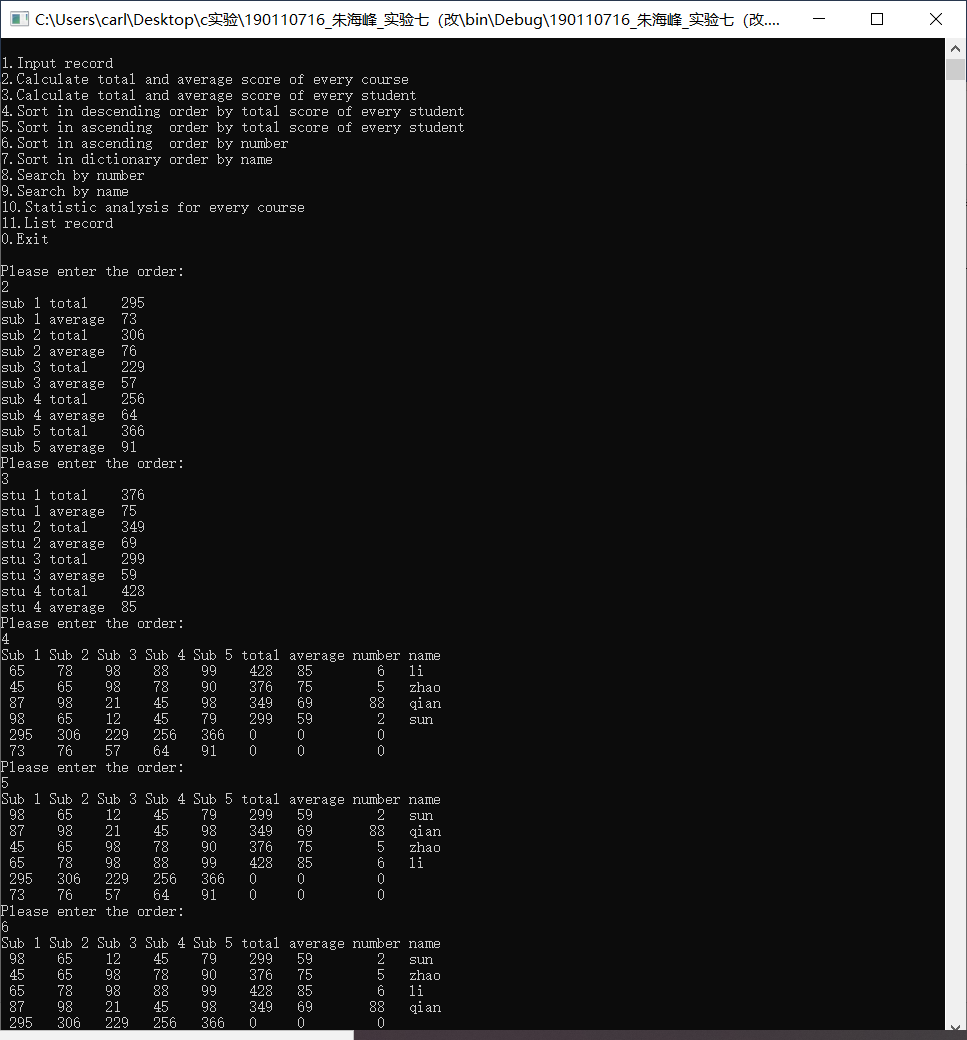 C:\Users\carl\Desktop\c实验\190110716_朱海峰_实验七（改\bin\Debug\190110716_朱海峰_实验七（改....
1.Input record
2.Calculate total and average score of every course
3.Calculate total and average score of every student
4.Sort in descending order by total score of every student
5.Sort in ascending  order by total score of every student
6.Sort in ascending  order by number
7.Sort in dictionary order by name
8.Search by number
9.Search by name
10.Statistic analysis for every course
11.List record
0.Exit
Please enter the order:
2
sub 1 total    295
sub 1 average  73
sub 2 total    306
sub 2 average  76
sub 3 total    229
sub 3 average  57
sub 4 total    256
sub 4 average  64
sub 5 total    366
sub 5 average  91
Please enter the order:
3
stu 1 total    376
stu 1 average  75
stu 2 total    349
stu 2 average  69
stu 3 total    299
stu 3 average  59
stu 4 total    428
stu 4 average  85
Please enter the order:
4
Sub 1 Sub 2 Sub 3 Sub 4 Sub 5 total average number name
 65    78    98    88    99    428   85        6   li
 45    65    98    78    90    376   75        5   zhao
 87    98    21    45    98    349   69       88   qian
 98    65    12    45    79    299   59        2   sun
 295   306   229   256   366   0     0         0
 73    76    57    64    91    0     0         0
Please enter the order:
5
Sub 1 Sub 2 Sub 3 Sub 4 Sub 5 total average number name
 98    65    12    45    79    299   59        2   sun
 87    98    21    45    98    349   69       88   qian
 45    65    98    78    90    376   75        5   zhao
 65    78    98    88    99    428   85        6   li
 295   306   229   256   366   0     0         0
 73    76    57    64    91    0     0         0
Please enter the order:
6
Sub 1 Sub 2 Sub 3 Sub 4 Sub 5 total average number name
 98    65    12    45    79    299   59        2   sun
 45    65    98    78    90    376   75        5   zhao
 65    78    98    88    99    428   85        6   li
 87    98    21    45    98    349   69       88   qian
 295   306   229   256   366   0     0         0